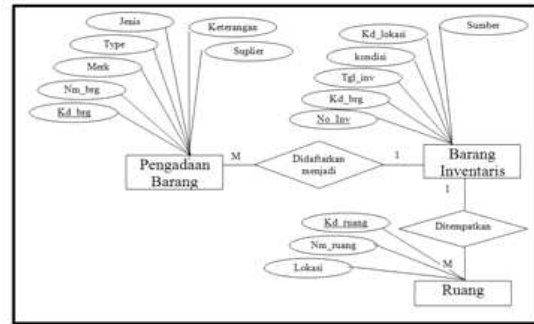 Jenis
Keterangan
Type
Suplier
Merk
Nm_brg
Kd_brg
Pengadaan
Barang
M
Didaftarkan
menjadi
1
Sumber
Kd_lokasi
kondisi
Tgl_inv
Kd_brg
No_Inv
Barang
Inventaris
1
Ditempatkan
M
Kd_ruang
Nm_ruang
Lokasi
Ruang